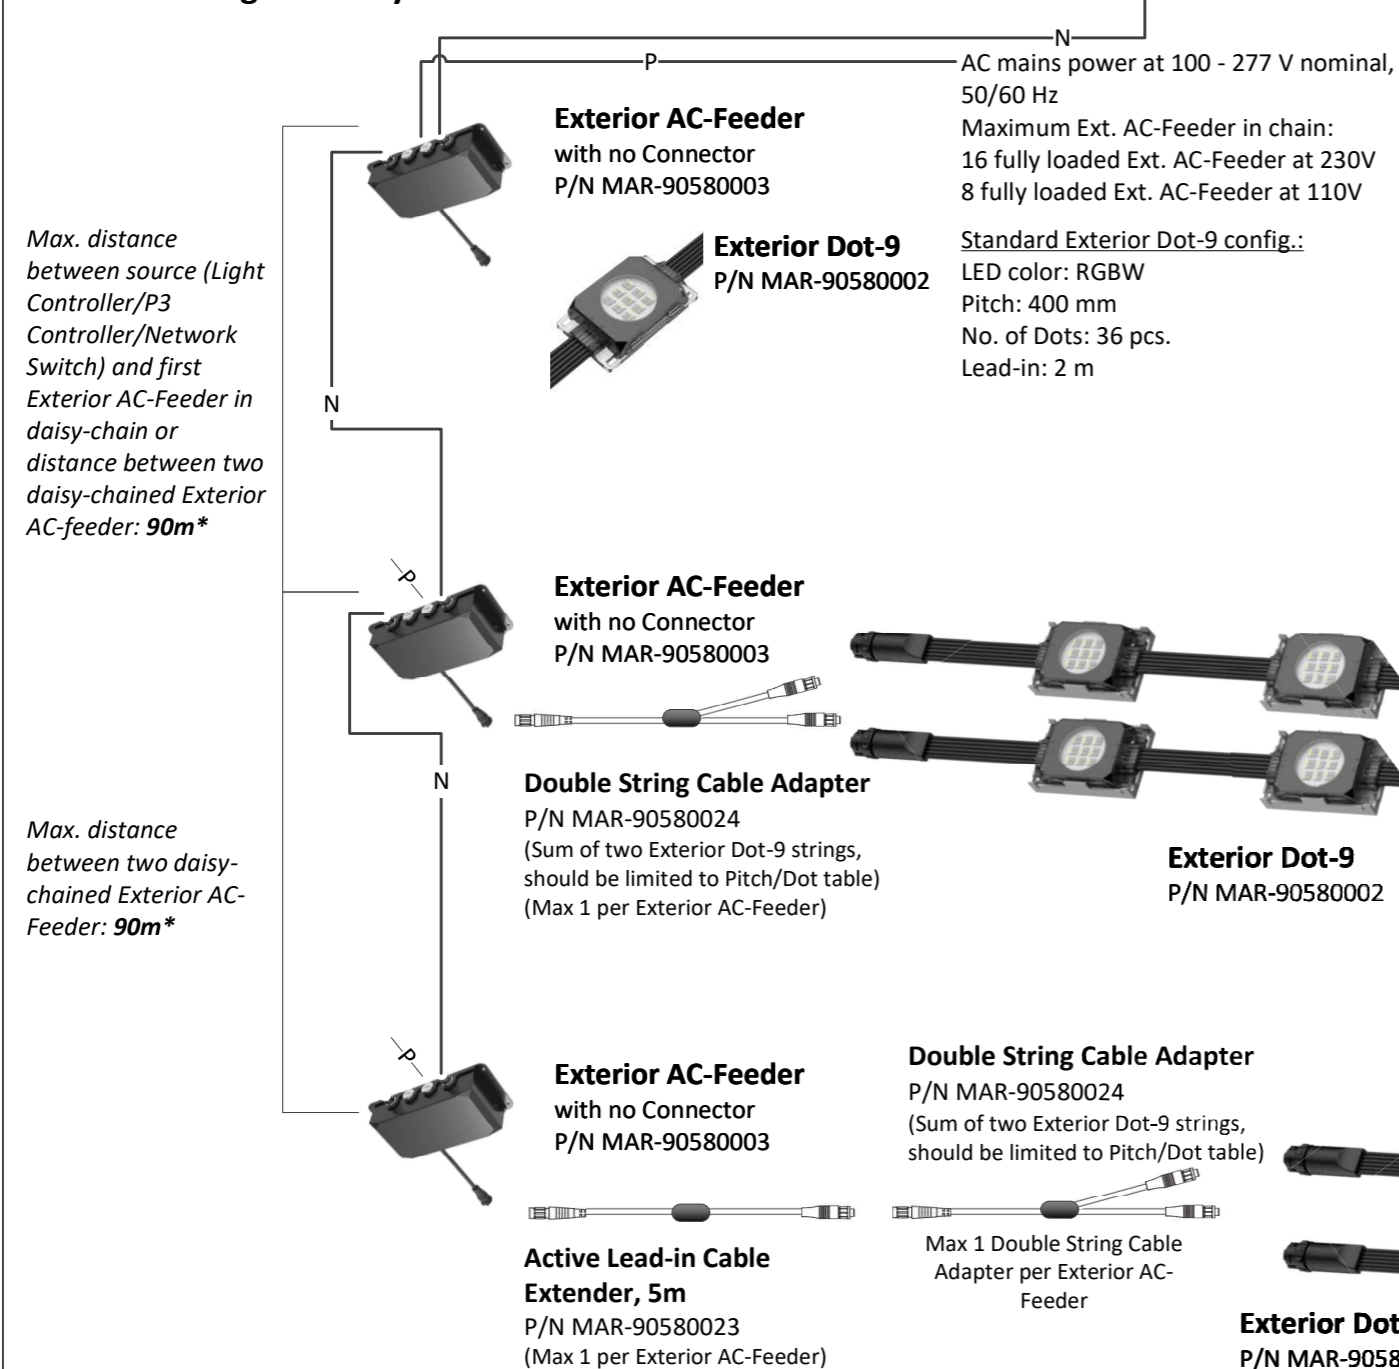 N
P
AC mains power at 100 - 277 V nominal,
50/60 Hz
Maximum Ext. AC-Feeder in chain:
16 fully loaded Ext. AC-Feeder at 230V
8 fully loaded Ext. AC-Feeder at 110V
Exterior AC-Feeder
with no Connector
P/N MAR-90580003
Exterior Dot-9
P/N MAR-90580002
Standard Exterior Dot-9 config.:
LED color: RGBW
Pitch: 400 mm
No. of Dots: 36 pcs.
Lead-in: 2 m
Max. distance
between source (Light
Controller/P3
Controller/Network
Switch) and first
Exterior AC-Feeder in
daisy-chain or
distance between two
daisy-chained Exterior
AC-feeder: 90m*
N
P
Exterior AC-Feeder
with no Connector
P/N MAR-90580003
N
Double String Cable Adapter
P/N MAR-90580024
(Sum of two Exterior Dot-9 strings,
should be limited to Pitch/Dot table)
(Max 1 per Exterior AC-Feeder)
Exterior Dot-9
P/N MAR-90580002
Max. distance
between two daisy-
chained Exterior AC-
Feeder: 90m*
P
Exterior AC-Feeder
with no Connector
P/N MAR-90580003
Double String Cable Adapter
P/N MAR-90580024
(Sum of two Exterior Dot-9 strings,
should be limited to Pitch/Dot table)
Max 1 Double String Cable
Adapter per Exterior AC-
Feeder
Active Lead-in Cable
Extender, 5m
P/N MAR-90580023
(Max 1 per Exterior AC-Feeder)
Exterior Dot
P/N MAR-9058